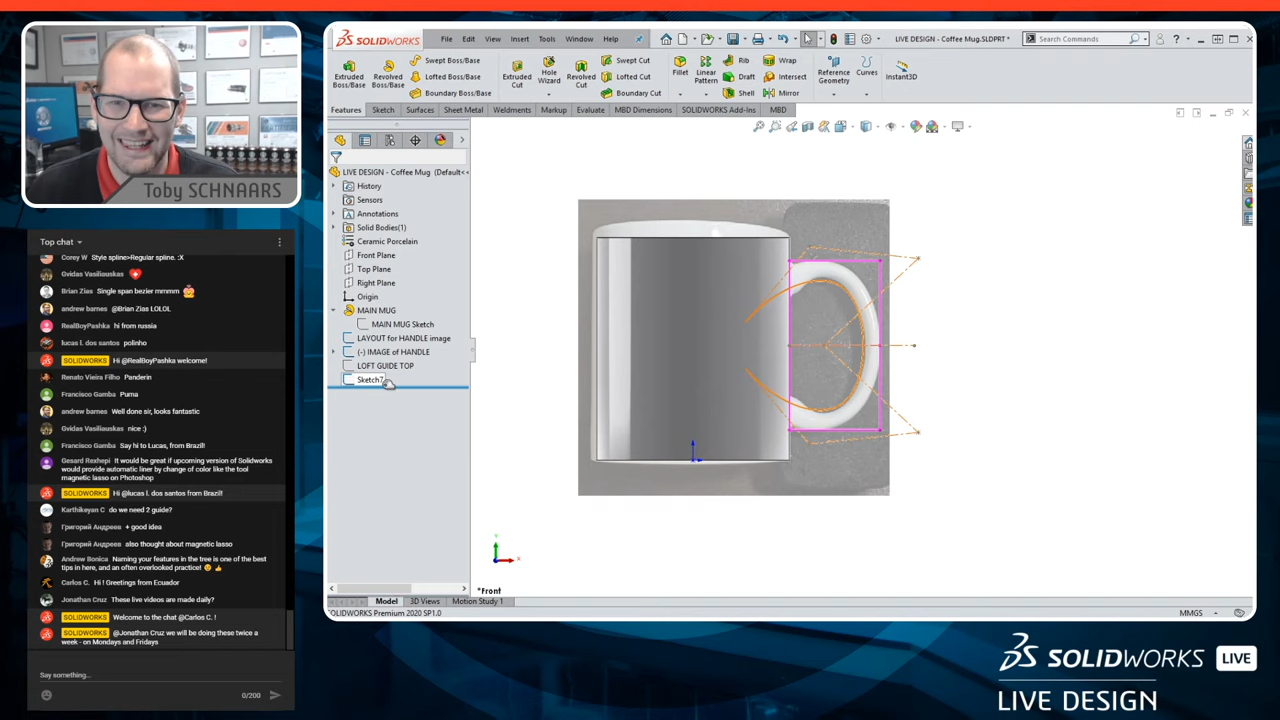 Toby SCHNAARS
Top chat
Corey W Style spline>Regular spline. :X
Gvidas Vasiliauskas
Brian Zias Single span bezier mmmm
andrew barnes @Brian Zias LOLOL
RealBoyPashka hi from russia
lucas l. dos santos polinho
SOLIDWORKS Hi @RealBoyPashka welcome!
Renato Vieira Filho Panderin
Francisco Gamba Puma
andrew barnes Well done sir, looks fantastic
Gvidas Vasiliauskas nice :)
Francisco Gamba Say hi to Lucas, from Brazil!
Gesard Rexhepi It would be great if upcoming version of Solidworks
would provide automatic liner by change of color like the tool
magnetic lasso on Photoshop
SOLIDWORKS Hi @lucas l. dos santos from Brazil!
Karthikeyan C do we need 2 guide?
Григорий Андреев + good idea
Григорий Андреев also thought about magnetic lasso
Andrew Bonica Naming your features in the tree is one of the best
tips in here, and an often overlooked practice!
Carlos C. Hi ! Greetings from Ecuador
Jonathan Cruz These live videos are made daily?
SOLIDWORKS Welcome to the chat @Carlos C. !
SOLIDWORKS @Jonathan Cruz we will be doing these twice a
week - on Mondays and Fridays
Say something...
0/200
SOLIDWORKS File Edit View Insert Tools Window LIVE DESIGN - Coffee Mug.SLDPRT * Search Commands
Extruded Boss/Base
Revolved Boss/Base
Swept Boss/Base
Lofted Boss/Base
Boundary Boss/Base
Extruded Cut
Hole Wizard
Revolved Cut
Swept Cut
Lofted Cut
Boundary Cut
Fillet
Linear Pattern
Rib
Draft
Shell
Wrap
Intersect
Mirror
Reference Geometry
Curves
Instant3D
Features Sketch Surfaces Sheet Metal Weldments Markup Evaluate MBD Dimensions SOLIDWORKS Add-Ins MBD
LIVE DESIGN - Coffee Mug (Default<<
History
Sensors
Annotations
Solid Bodies(1)
Ceramic Porcelain
Front Plane
Top Plane
Right Plane
Origin
MAIN MUG
MAIN MUG Sketch
LAYOUT for HANDLE image
(-) IMAGE of HANDLE
LOFT GUIDE TOP
Sketch7
Y
X
*Front
Model 3D Views Motion Study 1
SOLIDWORKS Premium 2020 SP1.0
MMGS
SOLIDWORKS LIVE
LIVE DESIGN